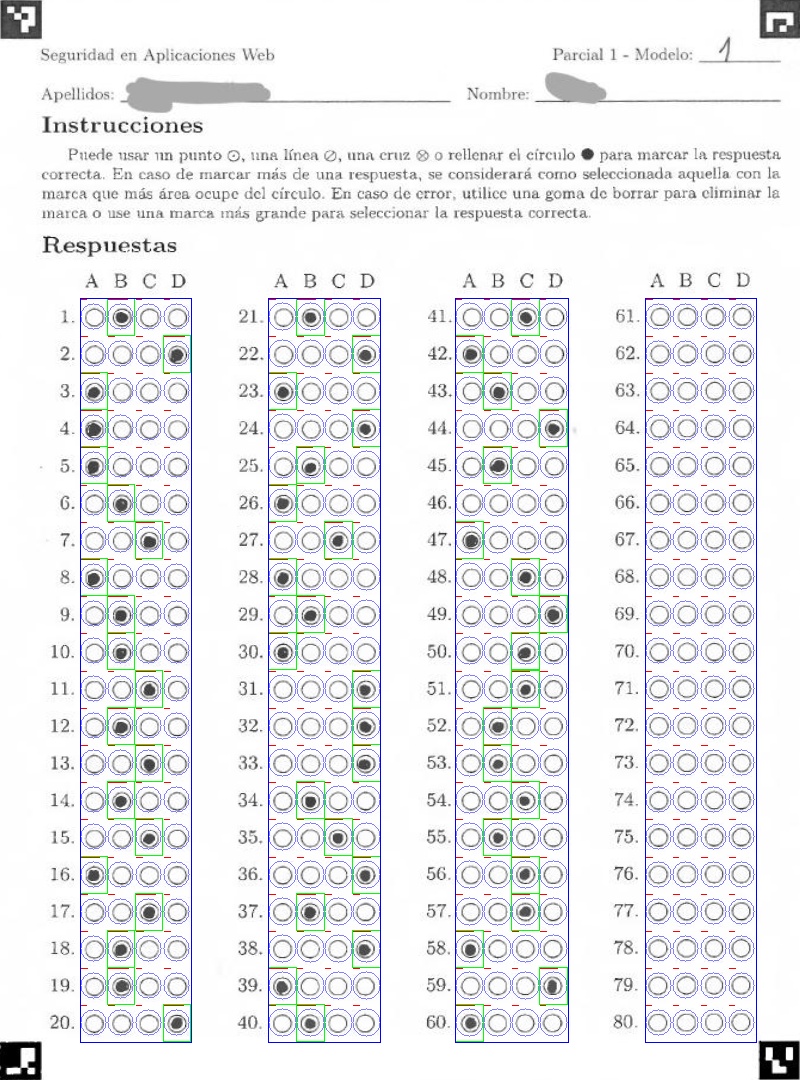 Seguridad en Aplicaciones Web
Parcial 1 - Modelo: 1
Apellidos:
Nombre:
Instrucciones
Puede usar un punto ⊙, una línea ⊘, una cruz ⊗ o rellenar el círculo ● para marcar la respuesta
correcta. En caso de marcar más de una respuesta, se considerará como seleccionada aquella con la
marca que más área ocupe del círculo. En caso de error, utilice una goma de borrar para eliminar la
marca o use una marca más grande para seleccionar la respuesta correcta.
Respuestas
A B C D A B C D A B C D A B C D
1. 21. 41. 61.
2. 22. 42. 62.
3. 23. 43. 63.
4. 24. 44. 64.
5. 25. 45. 65.
6. 26. 46. 66.
7. 27. 47. 67.
8. 28. 48. 68.
9. 29. 49. 69.
10. 30. 50. 70.
11. 31. 51. 71.
12. 32. 52. 72.
13. 33. 53. 73.
14. 34. 54. 74.
15. 35. 55. 75.
16. 36. 56. 76.
17. 37. 57. 77.
18. 38. 58. 78.
19. 39. 59. 79.
20. 40. 60. 80.